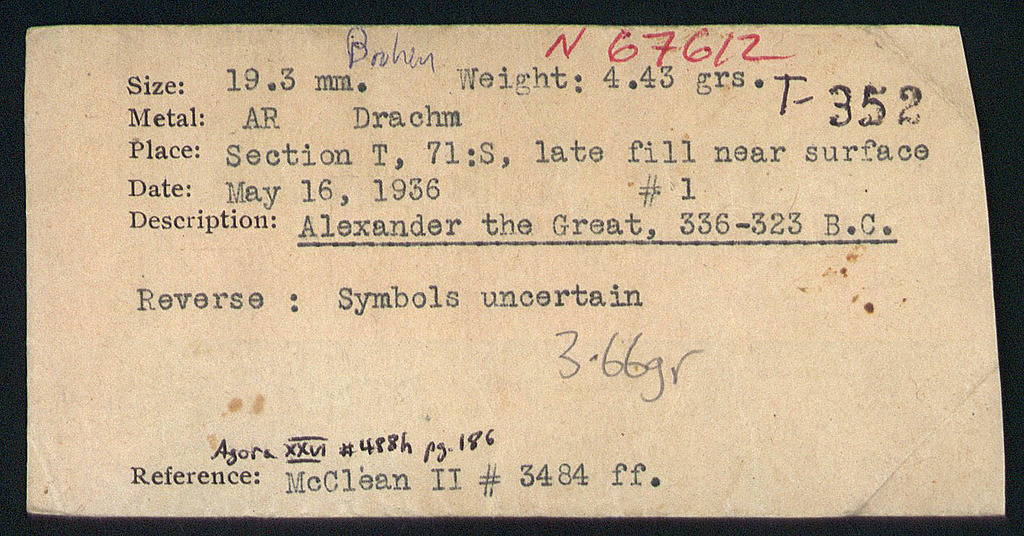 Broken N 67612
Size: 19.3 mm. Weight: 4.43 grs. T-352
Metal: AR Drachm
Place: Section T, 71:S, late fill near surface
Date: May 16, 1936 # 1
Description: Alexander the Great, 336-323 B.C.
Reverse : Symbols uncertain
3.66gr
Agora XXVI #488h pg. 186
Reference: McClean II # 3484 ff.